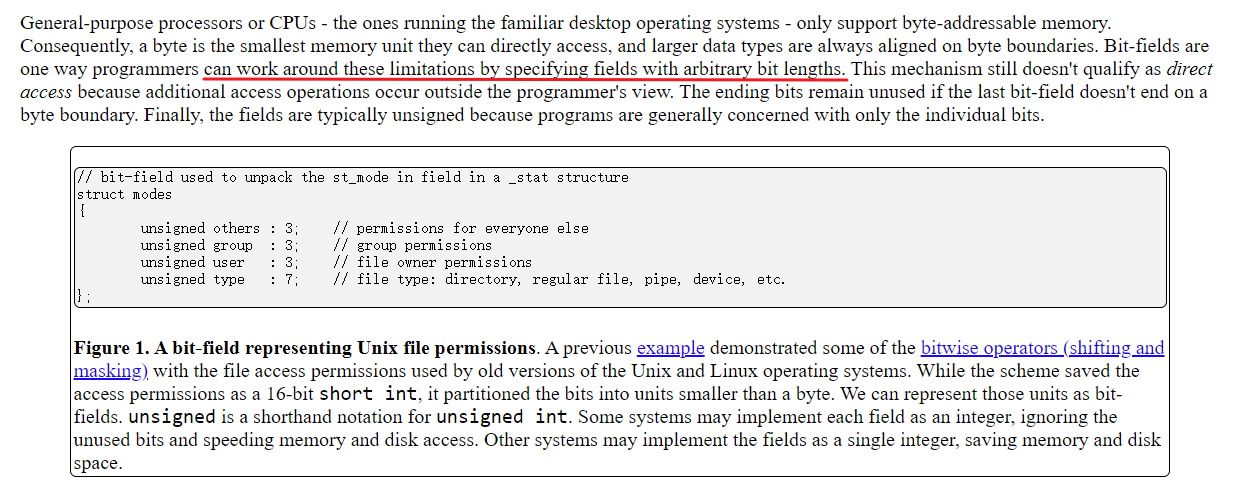 General-purpose processors or CPUs - the ones running the familiar desktop operating systems - only support byte-addressable memory.
Consequently, a byte is the smallest memory unit they can directly access, and larger data types are always aligned on byte boundaries. Bit-fields are
one way programmers can work around these limitations by specifying fields with arbitrary bit lengths. This mechanism still doesn't qualify as direct
access because additional access operations occur outside the programmer's view. The ending bits remain unused if the last bit-field doesn't end on a
byte boundary. Finally, the fields are typically unsigned because programs are generally concerned with only the individual bits.
// bit-field used to unpack the st_mode in field in a _stat structure
struct modes
{
unsigned others : 3; // permissions for everyone else
unsigned group : 3; // group permissions
unsigned user : 3; // file owner permissions
unsigned type : 7; // file type: directory, regular file, pipe, device, etc.
};
Figure 1. A bit-field representing Unix file permissions. A previous example demonstrated some of the bitwise operators (shifting and
masking) with the file access permissions used by old versions of the Unix and Linux operating systems. While the scheme saved the
access permissions as a 16-bit short int, it partitioned the bits into units smaller than a byte. We can represent those units as bit-
fields. unsigned is a shorthand notation for unsigned int. Some systems may implement each field as an integer, ignoring the
unused bits and speeding memory and disk access. Other systems may implement the fields as a single integer, saving memory and disk
space.